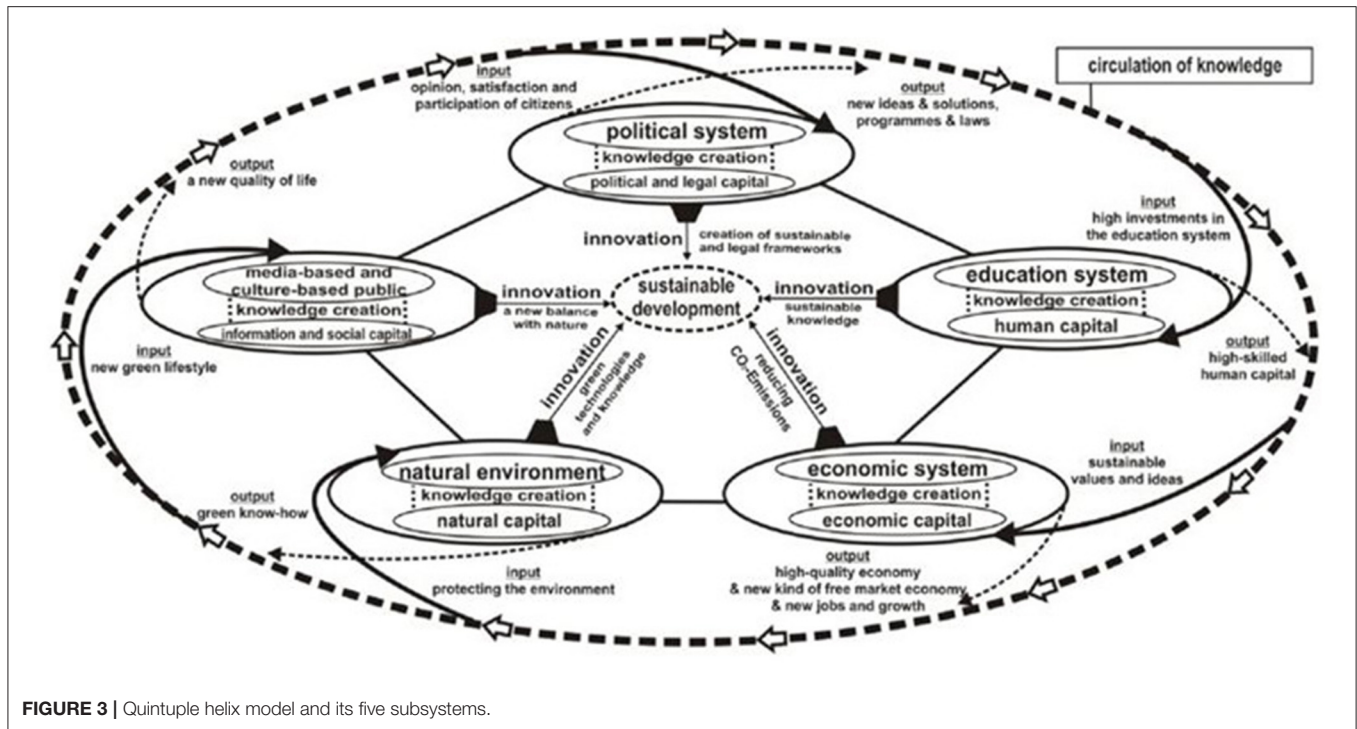 circulation of knowledge
input
opinion, satisfaction and
participation of citizens
output
new ideas & solutions,
programmes & laws
political system
knowledge creation
political and legal capital
output
a new quality of life
input
high investments in
the education system
innovation
creation of sustainable
and legal frameworks
media-based and
culture-based public
knowledge creation
information and social capital
innovation
a new balance
with nature
sustainable
development
innovation
sustainable
knowledge
education system
knowledge creation
human capital
input
new green lifestyle
output
high-skilled
human capital
innovation
green
technologies
and knowledge
innovation
reducing
CO₂-Emissions
natural environment
knowledge creation
natural capital
economic system
knowledge creation
economic capital
input
sustainable
values and ideas
output
green know-how
input
protecting the environment
output
high-quality economy
& new kind of free market economy
& new jobs and growth
FIGURE 3 | Quintuple helix model and its five subsystems.